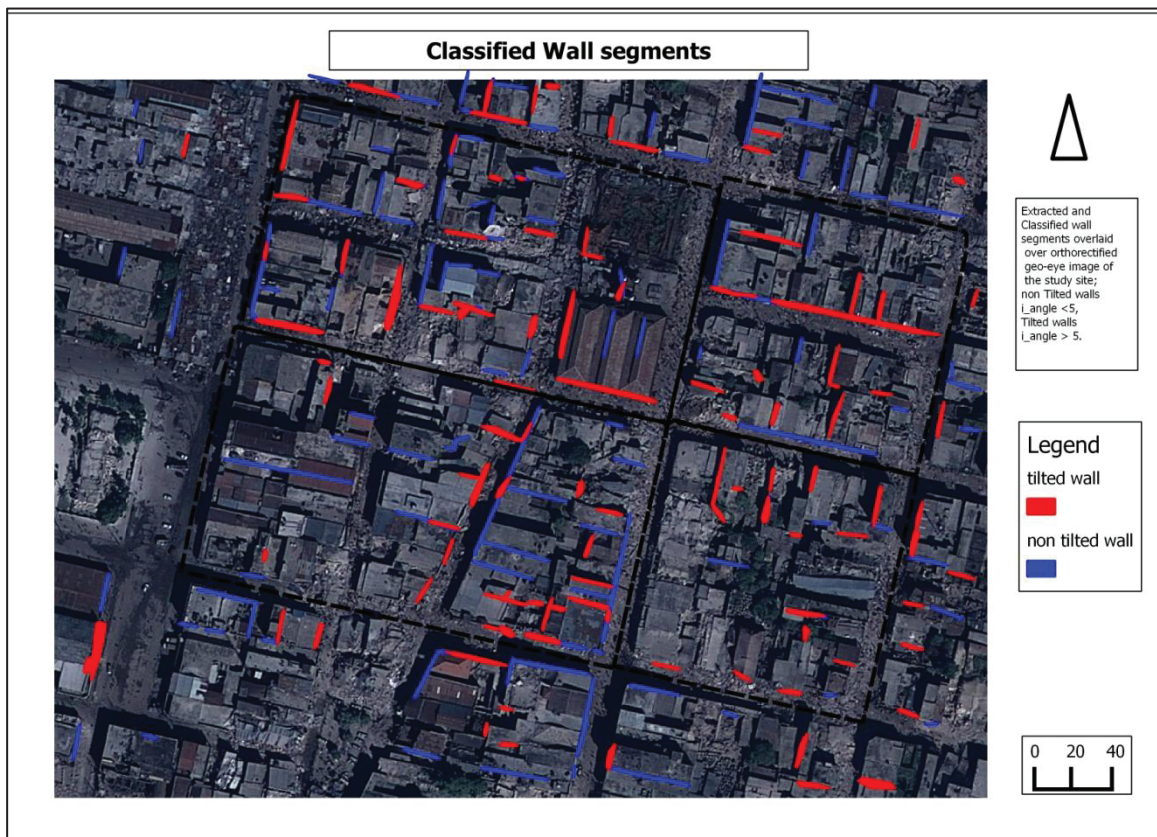 Classified Wall segments
Extracted and
Classified wall
segments overlaid
over orthorectified
geo-eye image of
the study site;
non Tilted walls
i_angle <5,
Tilted walls
i_angle > 5.
Legend
tilted wall
non tilted wall
0 20 40